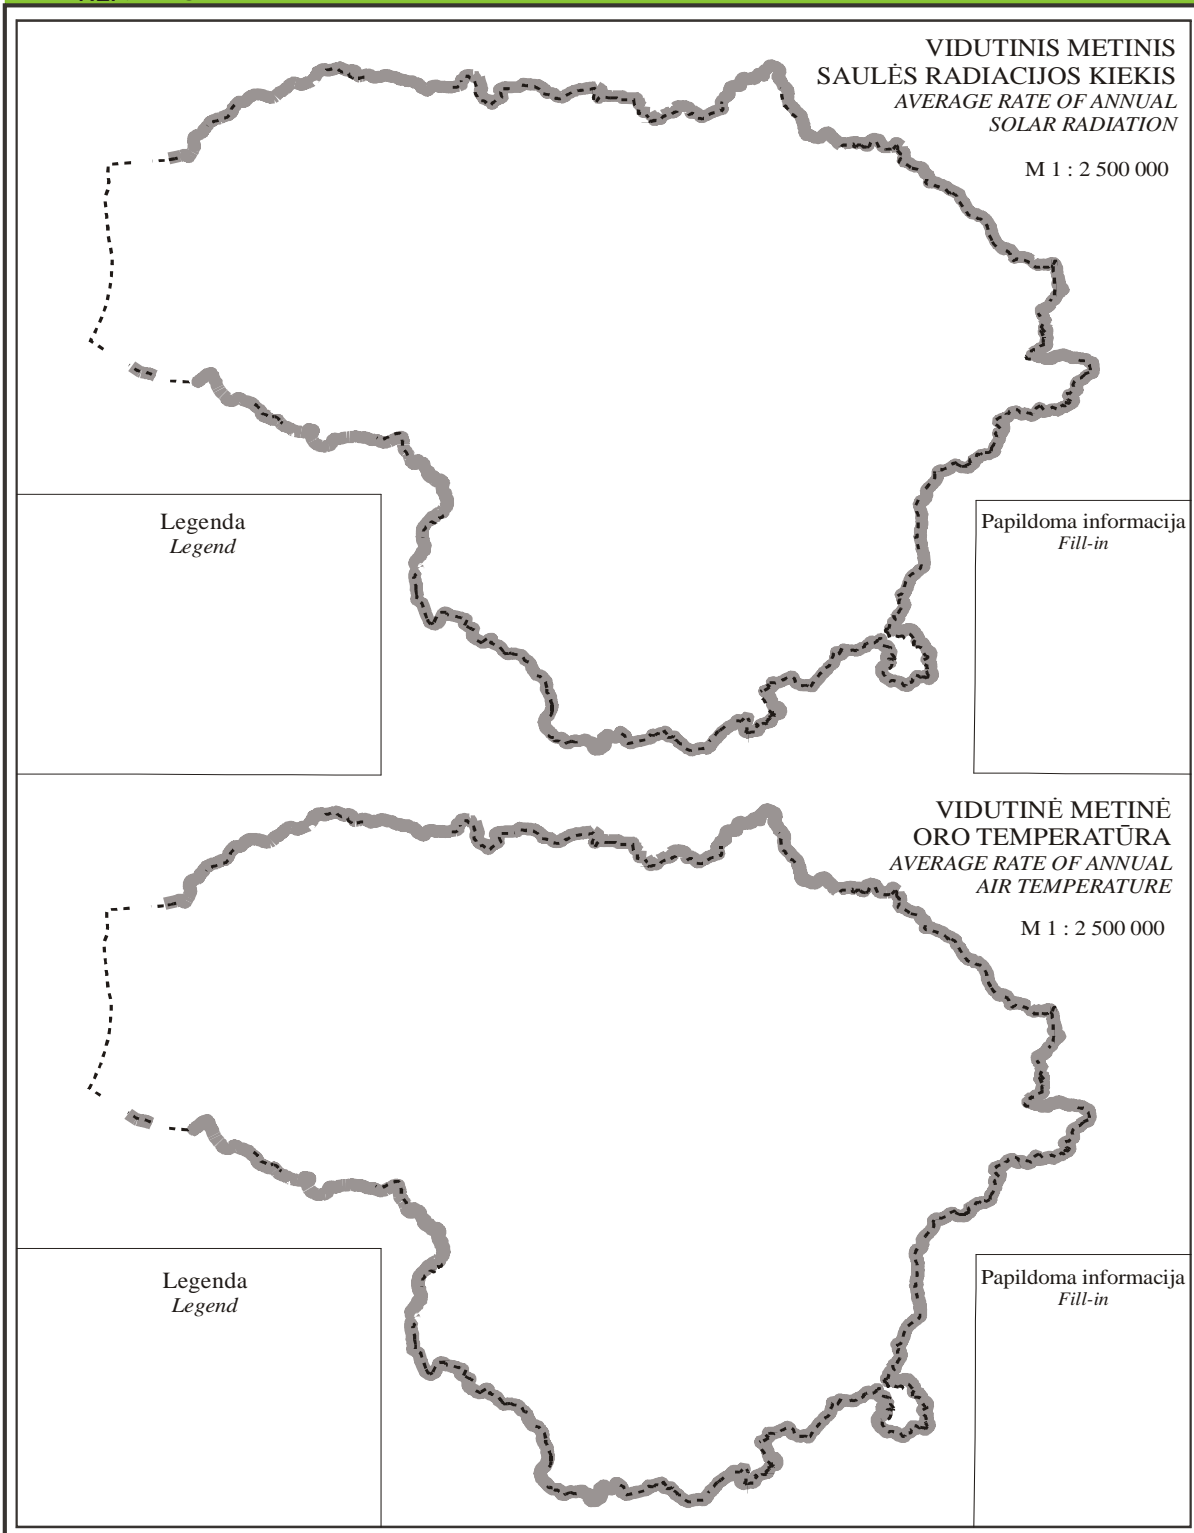 VIDUTINIS METINIS
SAULĖS RADIACIJOS KIEKIS
AVERAGE RATE OF ANNUAL
SOLAR RADIATION
M 1 : 2 500 000
Legenda
Legend
Papildoma informacija
Fill-in
VIDUTINĖ METINĖ
ORO TEMPERATŪRA
AVERAGE RATE OF ANNUAL
AIR TEMPERATURE
M 1 : 2 500 000
Legenda
Legend
Papildoma informacija
Fill-in